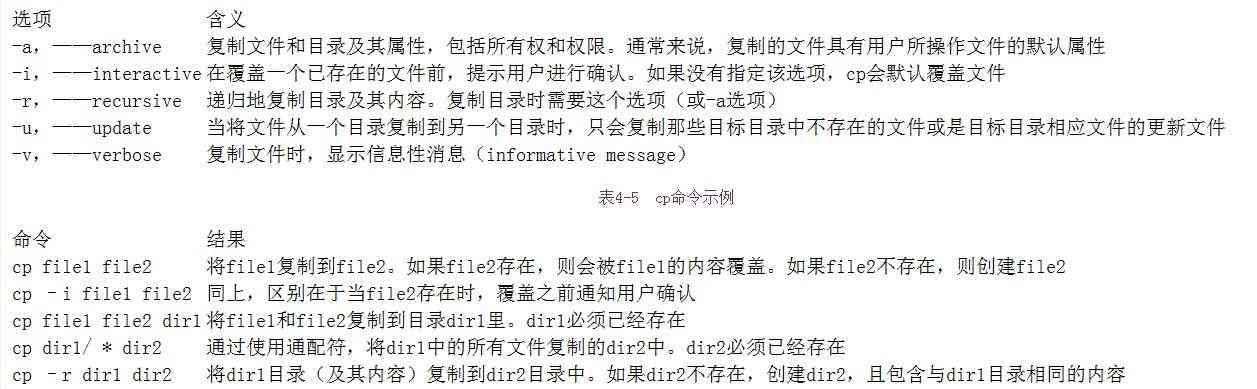 选项 含义
-a，——archive 复制文件和目录及其属性，包括所有权和权限。通常来说，复制的文件具有用户所操作文件的默认属性
-i，——interactive 在覆盖一个已存在的文件前，提示用户进行确认。如果没有指定该选项，cp会默认覆盖文件
-r，——recursive 递归地复制目录及其内容。复制目录时需要这个选项（或-a选项）
-u，——update 当将文件从一个目录复制到另一个目录时，只会复制那些目标目录中不存在的文件或是目标目录相应文件的更新文件
-v，——verbose 复制文件时，显示信息性消息（informative message）
表4-5 cp命令示例
命令 结果
cp file1 file2 将file1复制到file2。如果file2存在，则会被file1的内容覆盖。如果file2不存在，则创建file2
cp –i file1 file2 同上，区别在于当file2存在时，覆盖之前通知用户确认
cp file1 file2 dir1 将file1和file2复制到目录dir1里。dir1必须已经存在
cp dir1/ * dir2 通过使用通配符，将dir1中的所有文件复制的dir2中。dir2必须已经存在
cp –r dir1 dir2 将dir1目录（及其内容）复制到dir2目录中。如果dir2不存在，创建dir2，且包含与dir1目录相同的内容